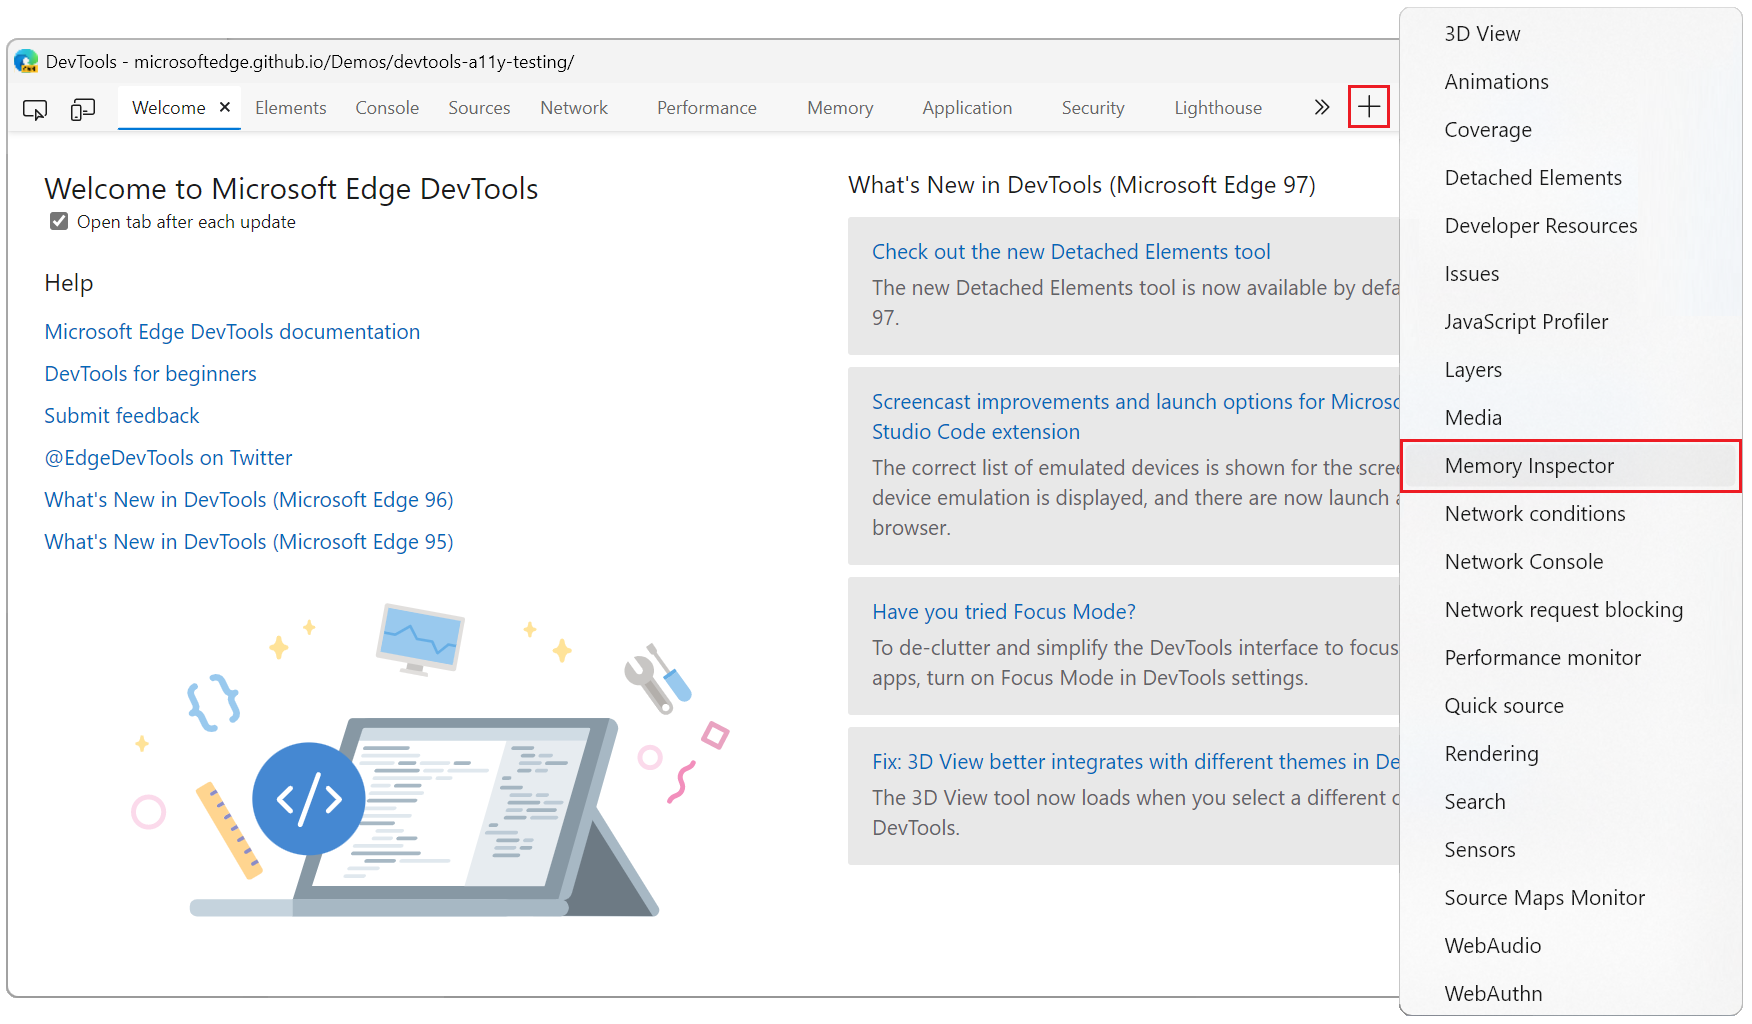 DevTools - microsoftedge.github.io/Demos/devtools-a11y-testing/
Welcome × Elements Console Sources Network Performance Memory Application Security Lighthouse
Welcome to Microsoft Edge DevTools
Open tab after each update
Help
Microsoft Edge DevTools documentation
DevTools for beginners
Submit feedback
@EdgeDevTools on Twitter
What's New in DevTools (Microsoft Edge 96)
What's New in DevTools (Microsoft Edge 95)
</>
What's New in DevTools (Microsoft Edge 97)
Check out the new Detached Elements tool
The new Detached Elements tool is now available by defa
97.
Screencast improvements and launch options for Microso
Studio Code extension
The correct list of emulated devices is shown for the scree
device emulation is displayed, and there are now launch a
browser.
Have you tried Focus Mode?
To de-clutter and simplify the DevTools interface to focus
apps, turn on Focus Mode in DevTools settings.
Fix: 3D View better integrates with different themes in De
The 3D View tool now loads when you select a different c
DevTools.
3D View
Animations
Coverage
Detached Elements
Developer Resources
Issues
JavaScript Profiler
Layers
Media
Memory Inspector
Network conditions
Network Console
Network request blocking
Performance monitor
Quick source
Rendering
Search
Sensors
Source Maps Monitor
WebAudio
WebAuthn